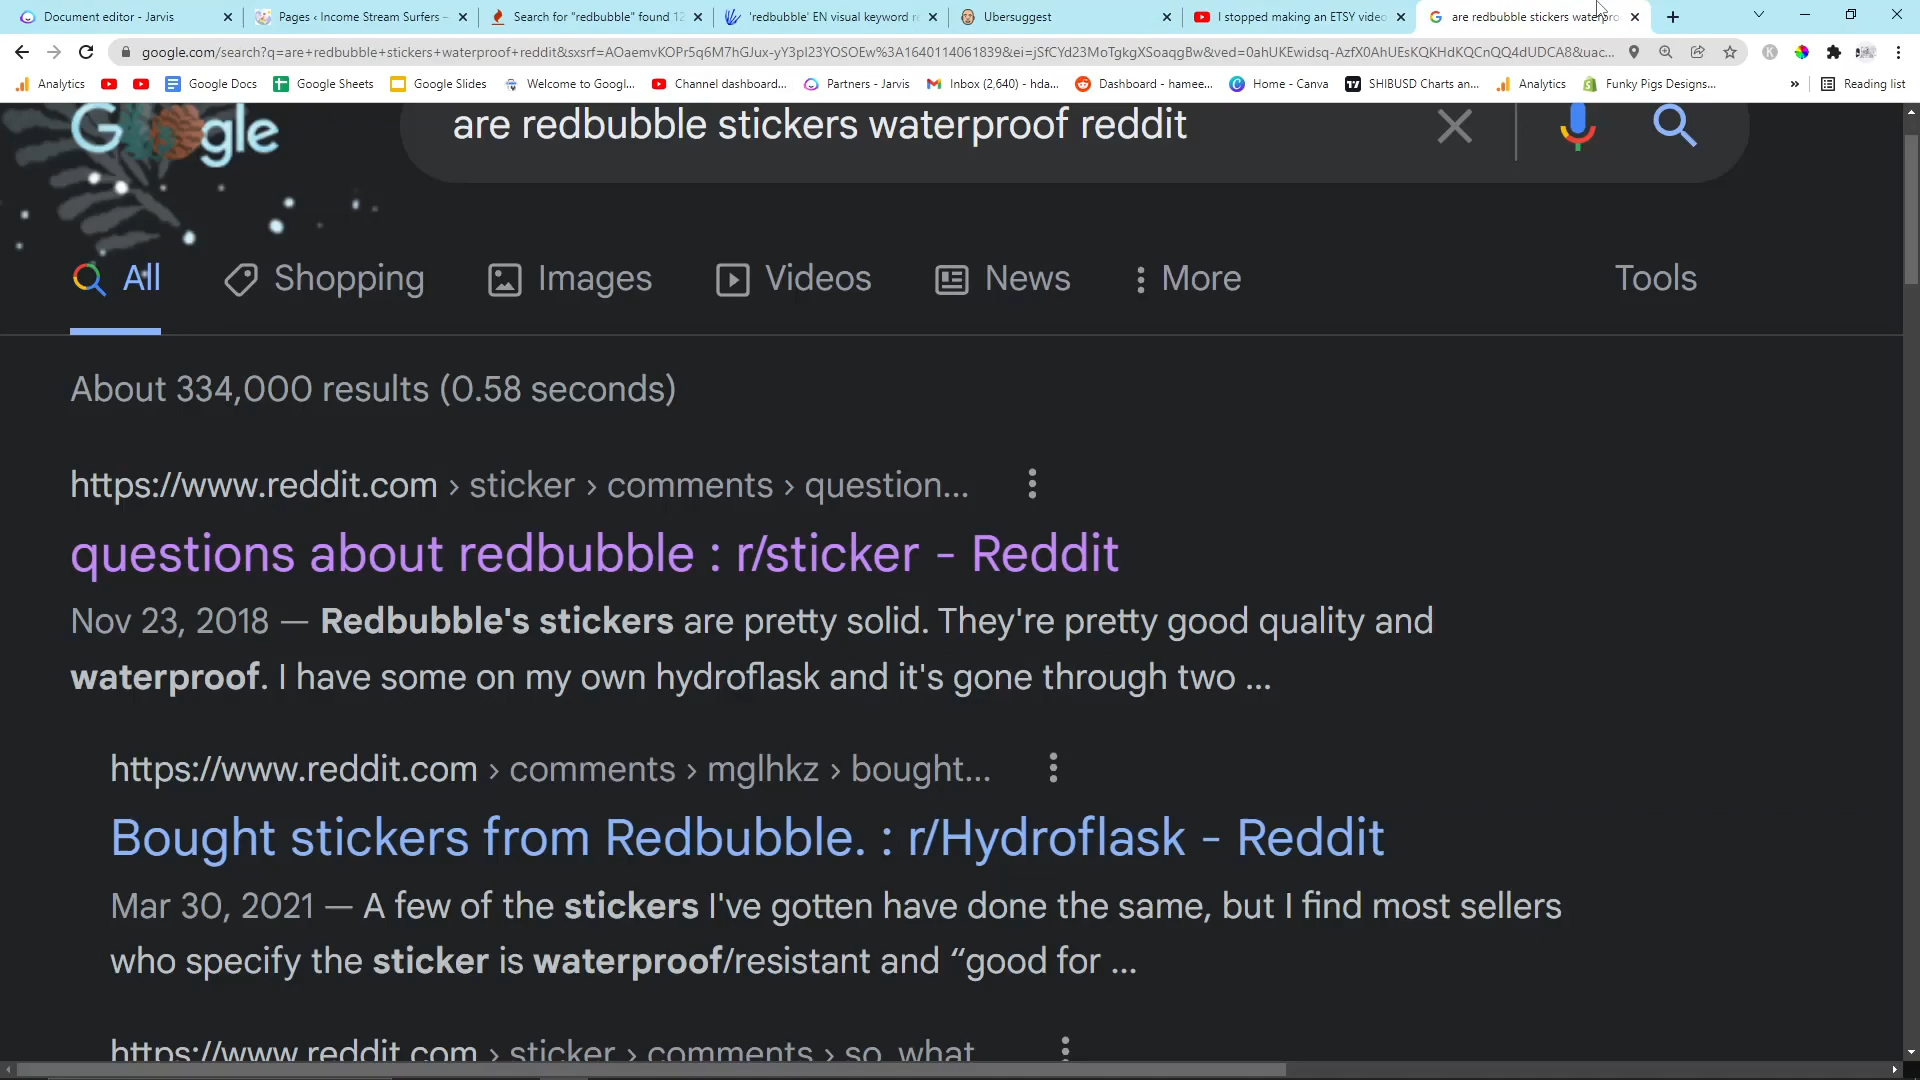 Document editor - Jarvis
Pages ‹ Income Stream Surfers –
Search for "redbubble" found 12
'redbubble' EN visual keyword re
Ubersuggest
I stopped making an ETSY video
are redbubble stickers waterpro
google.com/search?q=are+redbubble+stickers+waterproof+reddit&sxsrf=AOaemvKOPr5q6M7hGJux-yY3pl23YOSOEw%3A1640114061839&ei=jSfCYd23MoTgkgXSoaqgBw&ved=0ahUKEwidsq-AzfX0AhUEsKQKHdKQCnQQ4dUDCA8&uac...
Analytics
Google Docs
Google Sheets
Google Slides
Welcome to Googl...
Channel dashboard...
Partners - Jarvis
Inbox (2,640) - hda...
Dashboard - hamee...
Home - Canva
SHIBUSD Charts an...
Analytics
Funky Pigs Designs...
»
Reading list
Google
are redbubble stickers waterproof reddit
All
Shopping
Images
Videos
News
More
Tools
About 334,000 results (0.58 seconds)
https://www.reddit.com › sticker › comments › question...
questions about redbubble : r/sticker - Reddit
Nov 23, 2018 — Redbubble's stickers are pretty solid. They're pretty good quality and
waterproof. I have some on my own hydroflask and it's gone through two ...
https://www.reddit.com › comments › mglhkz › bought...
Bought stickers from Redbubble. : r/Hydroflask - Reddit
Mar 30, 2021 — A few of the stickers I've gotten have done the same, but I find most sellers
who specify the sticker is waterproof/resistant and “good for ...
https://www.reddit.com › sticker › comments › so_what